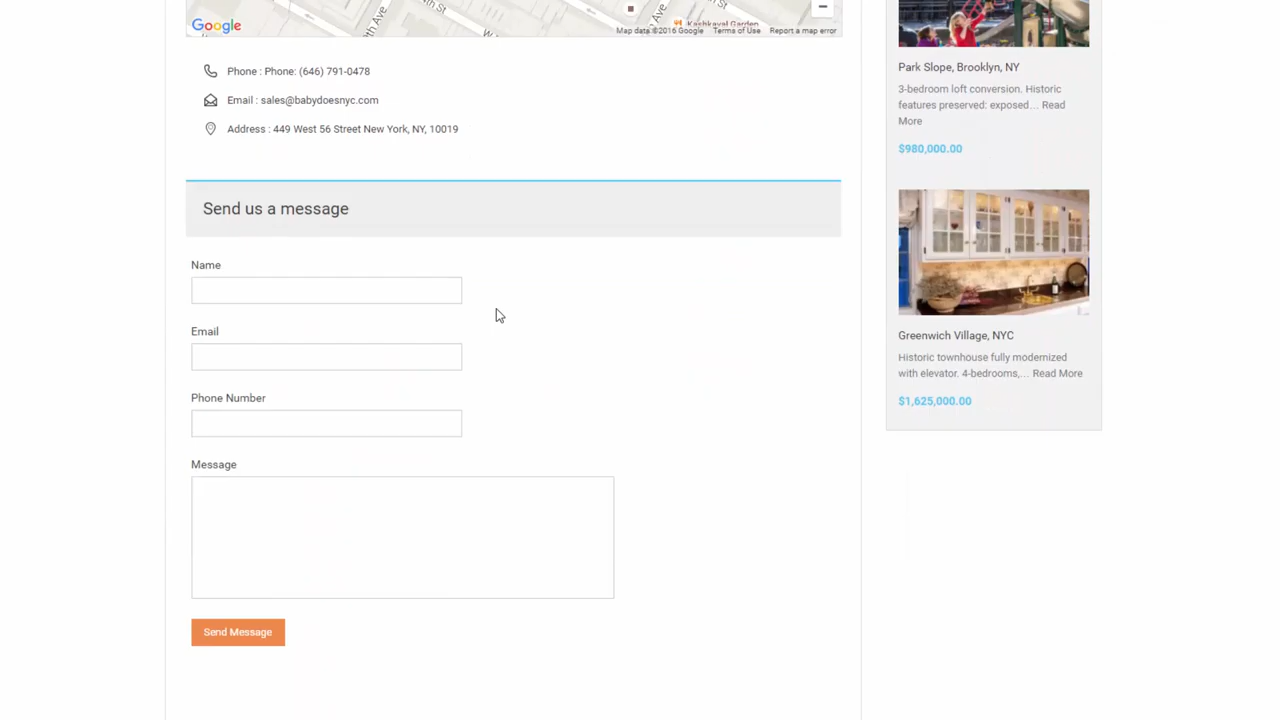 Google
Map data ©2016 Google Terms of Use Report a map error
Phone : Phone: (646) 791-0478
Email : sales@babydoesnyc.com
Address : 449 West 56 Street New York, NY, 10019
Send us a message
Name
Email
Phone Number
Message
Send Message
Park Slope, Brooklyn, NY
3-bedroom loft conversion. Historic
features preserved: exposed… Read
More
$980,000.00
Greenwich Village, NYC
Historic townhouse fully modernized
with elevator. 4-bedrooms,… Read More
$1,625,000.00